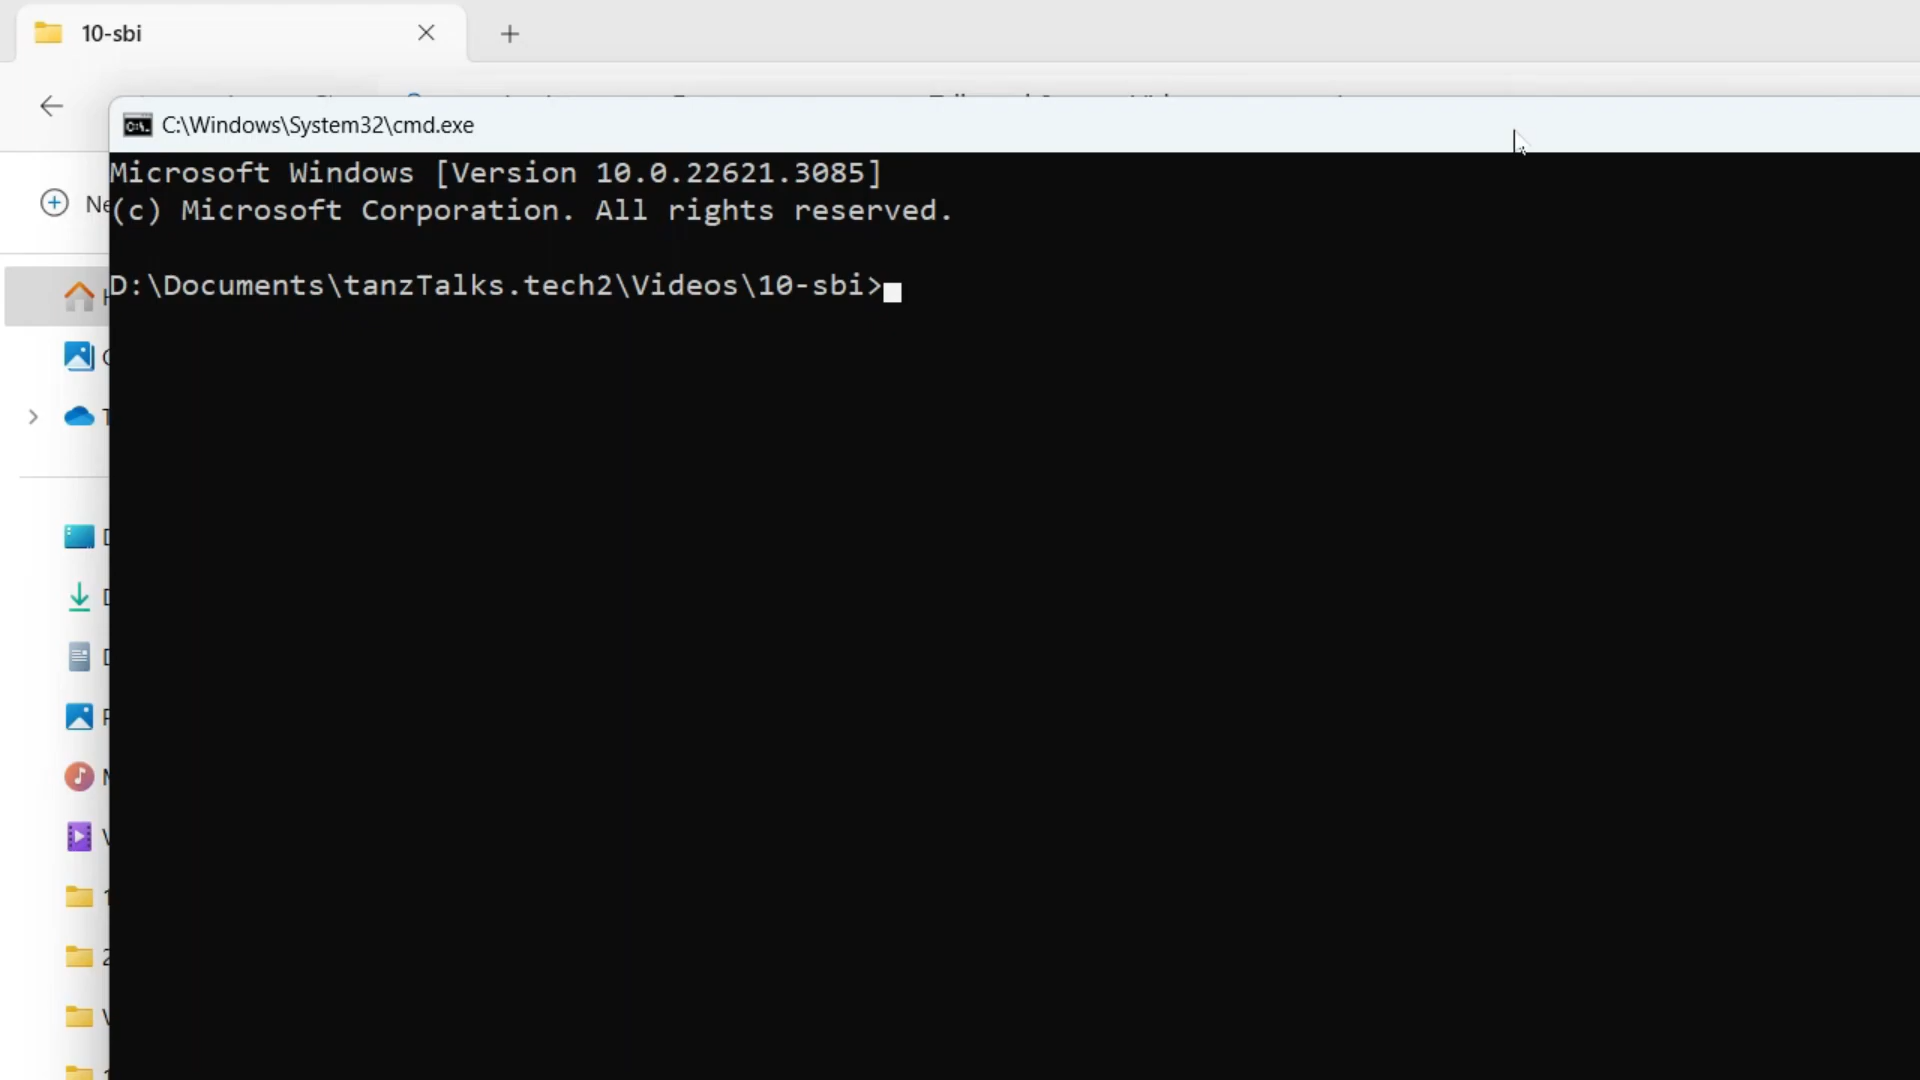 10-sbi
C:\Windows\System32\cmd.exe
Microsoft Windows [Version 10.0.22621.3085]
(c) Microsoft Corporation. All rights reserved.
D:\Documents\tanzTalks.tech2\Videos\10-sbi>